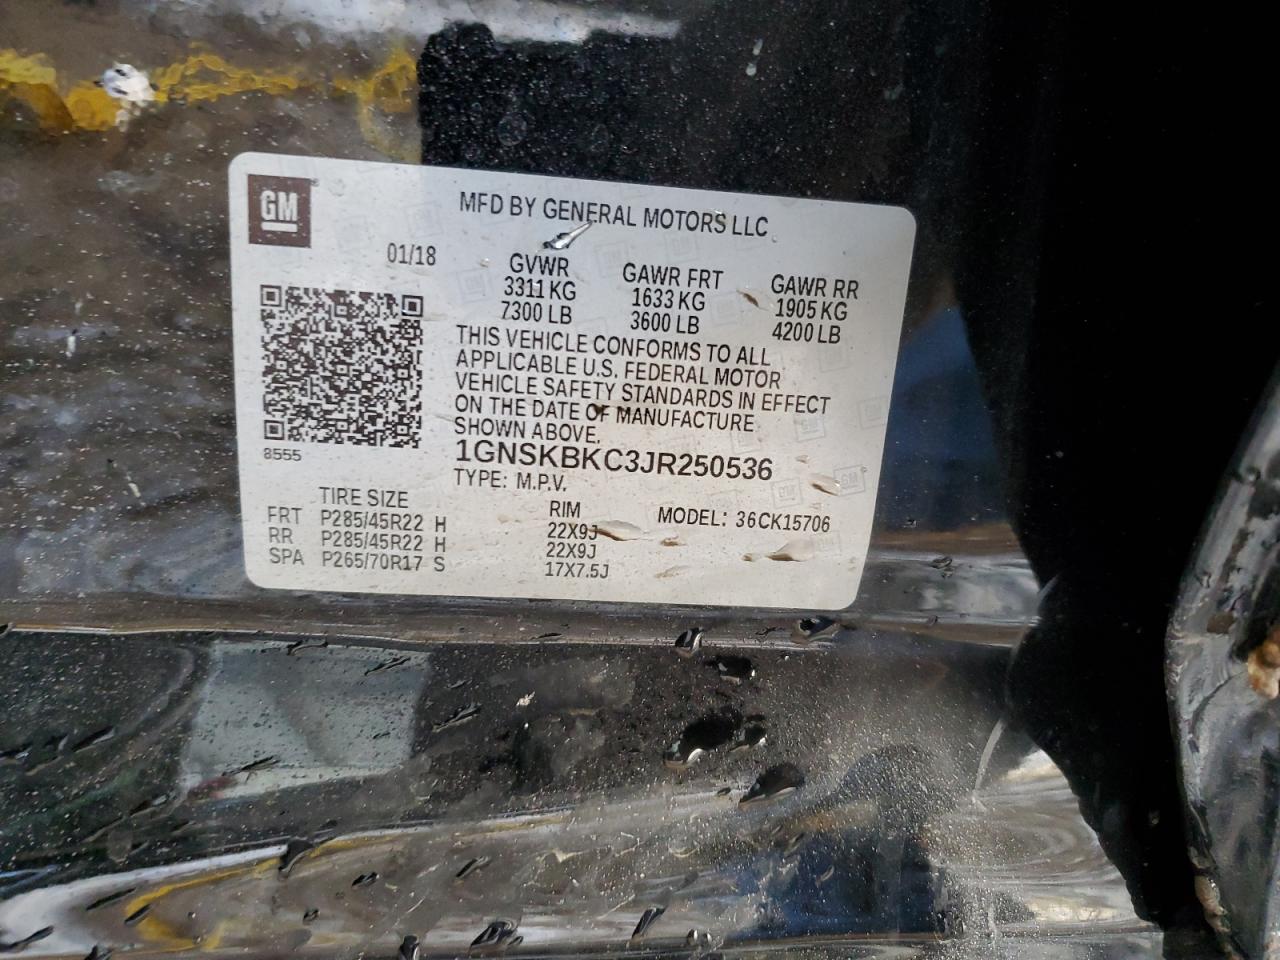 GM
MFD BY GENERAL MOTORS LLC
01/18
GVWR GAWR FRT GAWR RR
3311 KG 1633 KG 1905 KG
7300 LB 3600 LB 4200 LB
THIS VEHICLE CONFORMS TO ALL
APPLICABLE U.S. FEDERAL MOTOR
VEHICLE SAFETY STANDARDS IN EFFECT
ON THE DATE OF MANUFACTURE
SHOWN ABOVE.
8555
1GNSKBKC3JR250536
TYPE: M.P.V.
TIRE SIZE RIM MODEL: 36CK15706
FRT P285/45R22 H 22X9J
RR P285/45R22 H 22X9J
SPA P265/70R17 S 17X7.5J